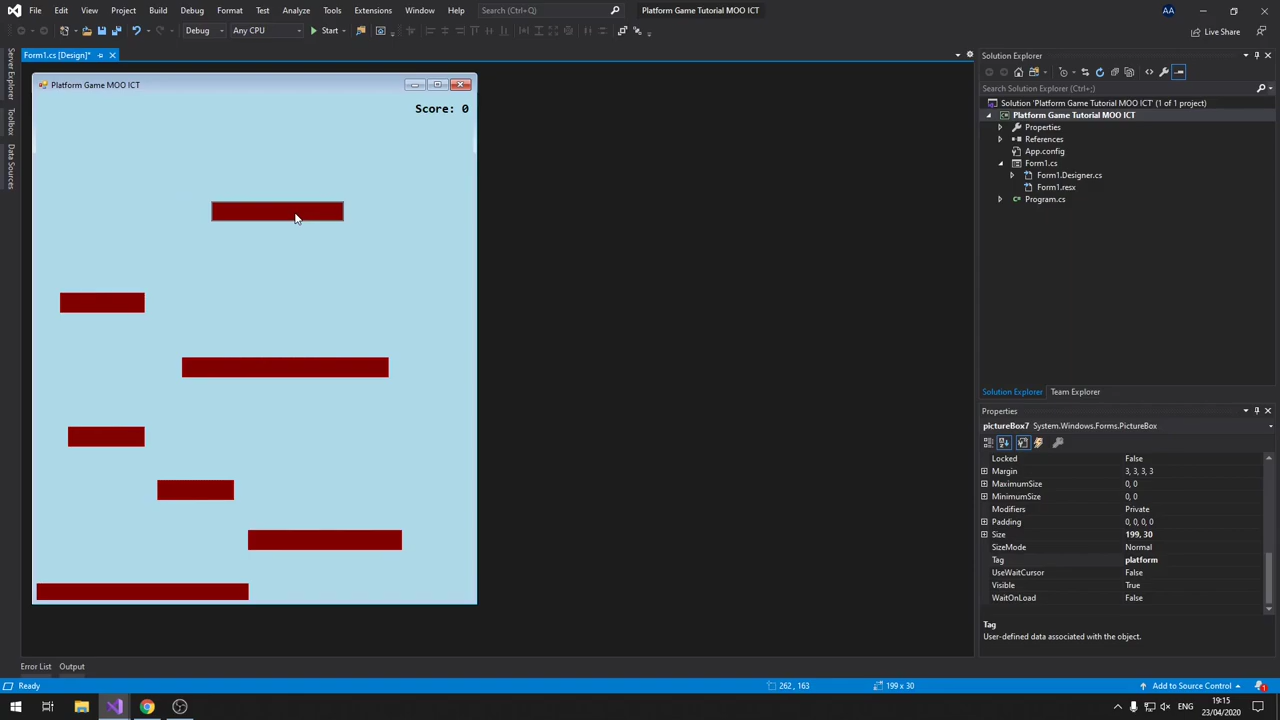 File Edit View Project Build Debug Format Test Analyze Tools Extensions Window Help Search (Ctrl+Q) Platform Game Tutorial MOO ICT AA
Debug Any CPU Start Live Share
Form1.cs [Design]*
Server Explorer
Toolbox
Data Sources
Platform Game MOO ICT
Score: 0
Solution Explorer
Search Solution Explorer (Ctrl+;)
Solution 'Platform Game Tutorial MOO ICT' (1 of 1 project)
Platform Game Tutorial MOO ICT
Properties
References
App.config
Form1.cs
Form1.Designer.cs
Form1.resx
Program.cs
Solution Explorer Team Explorer
Properties
pictureBox7 System.Windows.Forms.PictureBox
Locked False
Margin 3, 3, 3, 3
MaximumSize 0, 0
MinimumSize 0, 0
Modifiers Private
Padding 0, 0, 0, 0
Size 199, 30
SizeMode Normal
Tag platform
UseWaitCursor False
Visible True
WaitOnLoad False
Tag
User-defined data associated with the object.
Error List Output
Ready 262 , 163 199 x 30 Add to Source Control 1
ENG 19:15
23/04/2020